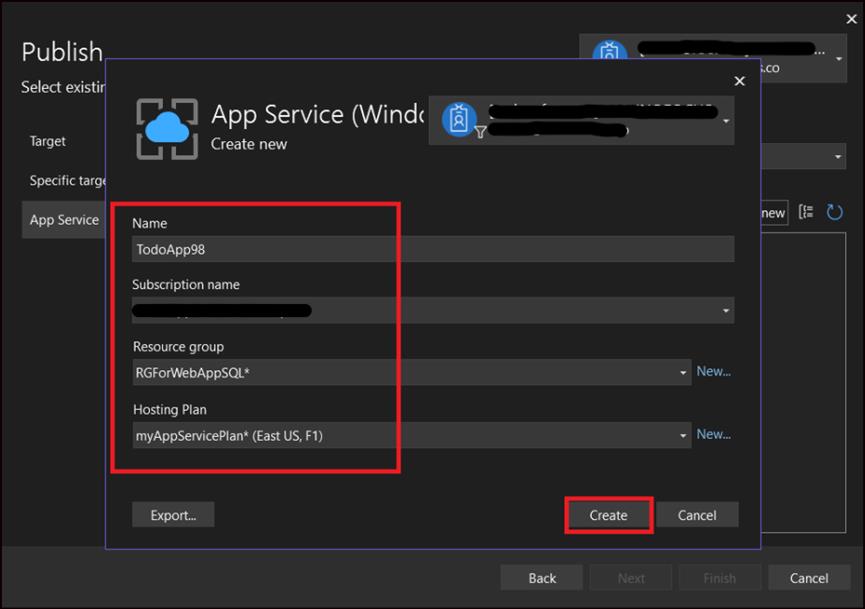 Publish
Select existin
Target
Specific targe
App Service
new
App Service (Windo
Create new
s.co
Name
TodoApp98
Subscription name
Resource group
RGForWebAppSQL*
New...
Hosting Plan
myAppServicePlan* (East US, F1)
New...
Export...
Create
Cancel
Back
Next
Finish
Cancel